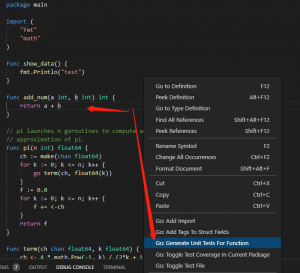 package main
import (
"fmt"
"math"
)
func show_data() {
fmt.Println("test")
}
func add_num(a int, b int) int {
return a + b
}
// pi launches n goroutines to compute a
// approximation of pi.
func pi(n int) float64 {
ch := make(chan float64)
for k := 0; k <= n; k++ {
go term(ch, float64(k))
}
f := 0.0
for k := 0; k <= n; k++ {
f += <-ch
}
return f
}
func term(ch chan float64, k float64) {
ch <- 4 * math.Pow(-1, k) / (2*k + 1
Go to Definition F12
Peek Definition Alt+F12
Go to Type Definition
Find All References Shift+Alt+F12
Peek References Shift+F12
Rename Symbol F2
Change All Occurrences Ctrl+F2
Format Document Shift+Alt+F
Cut Ctrl+X
Copy Ctrl+C
Paste Ctrl+V
Go: Add Import
Go: Add Tags To Struct Fields
Go: Generate Unit Tests For Function
Go: Toggle Test Coverage In Current Package
Go: Toggle Test File
7 DEBUG CONSOLE TERMINAL